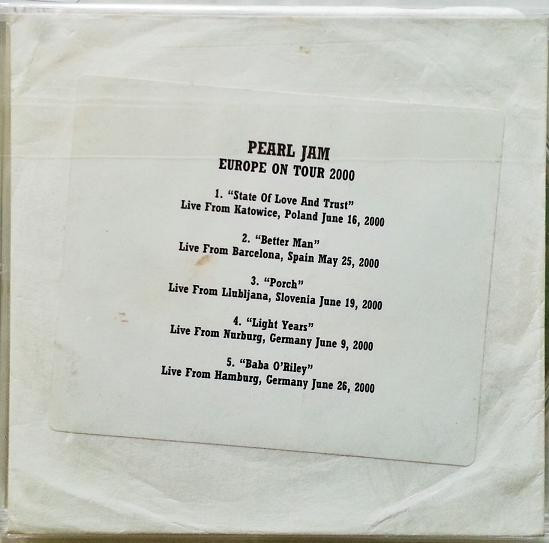 PEARL JAM
EUROPE ON TOUR 2000
1. “State Of Love And Trust”
Live From Katowice, Poland June 16, 2000
2. “Better Man”
Live From Barcelona, Spain May 25, 2000
3. “Porch”
Live From Llubljana, Slovenia June 19, 2000
4. “Light Years”
Live From Nurburg, Germany June 9, 2000
5. “Baba O’Riley”
Live From Hamburg, Germany June 26, 2000